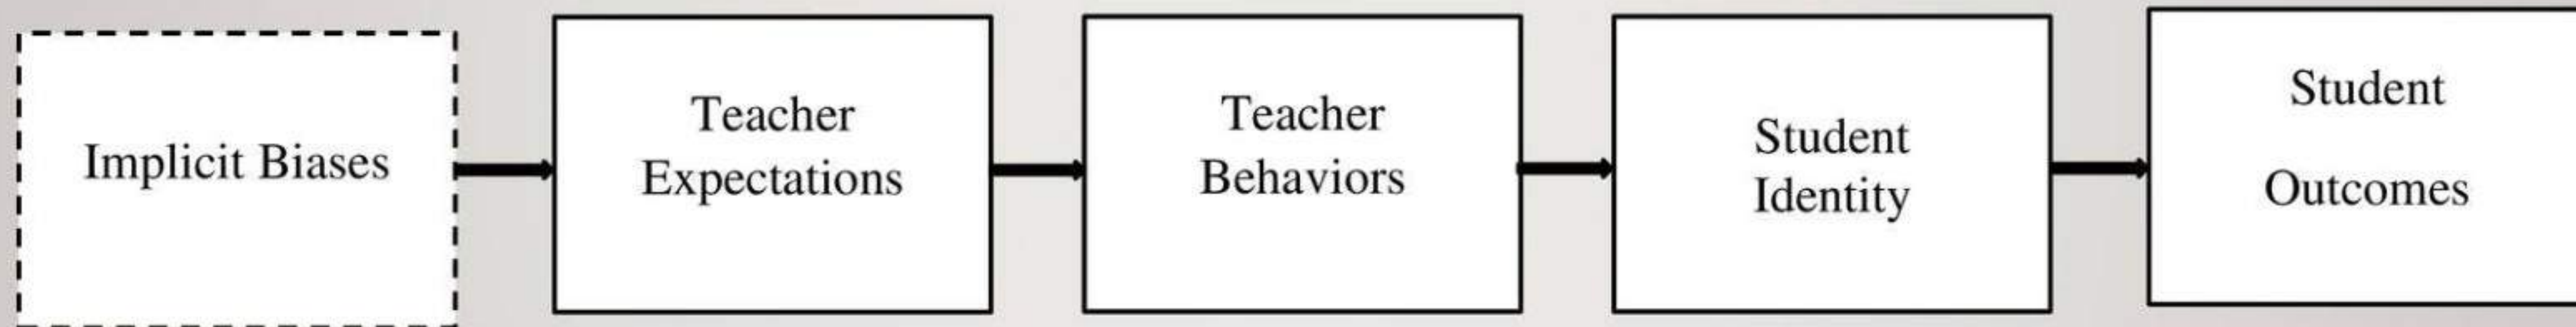 Implicit Biases
Teacher
Expectations
Teacher
Behaviors
Student
Identity
Student
Outcomes